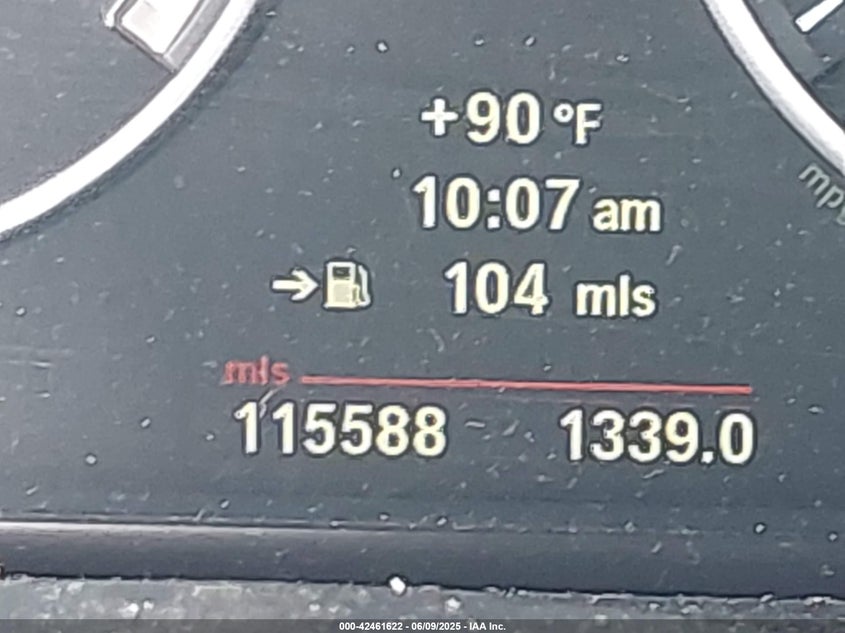 +90 °F
10:07 am
104 mls
mls
115588 1339.0
000-42461622 - 06/09/2025 - IAA Inc.